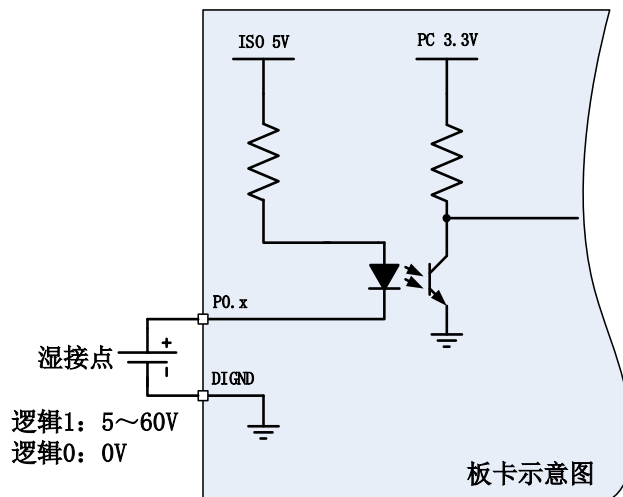 ISO 5V
PC 3.3V
P0.x
湿接点
+
-
DIGND
逻辑1：5～60V
逻辑0：0V
板卡示意图